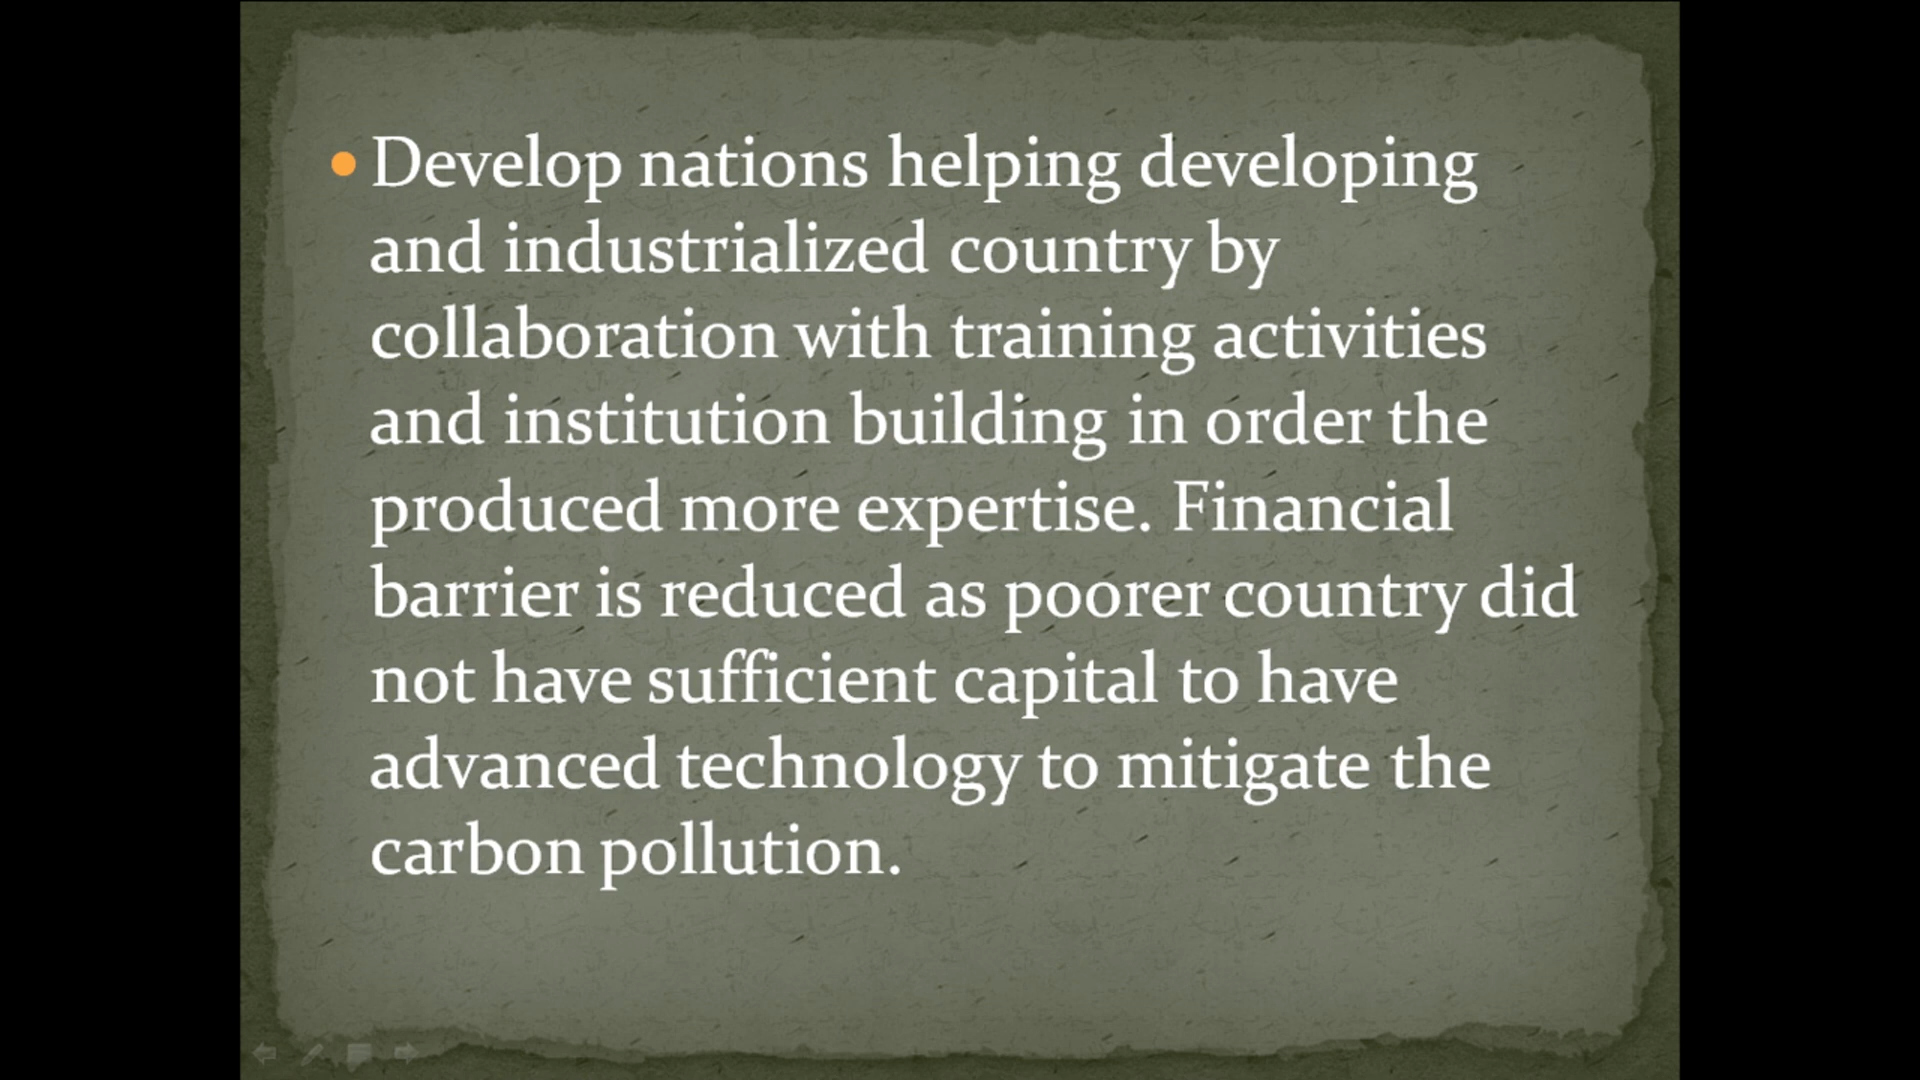 • Develop nations helping developing
and industrialized country by
collaboration with training activities
and institution building in order the
produced more expertise. Financial
barrier is reduced as poorer country did
not have sufficient capital to have
advanced technology to mitigate the
carbon pollution.